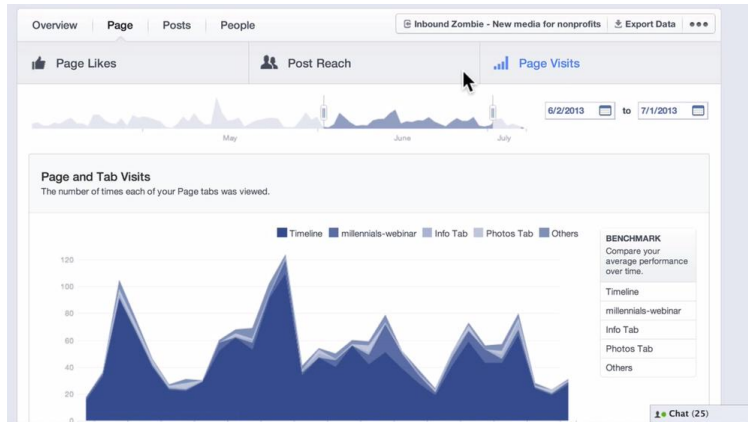 Overview Page Posts People Inbound Zombie - New media for nonprofits Export Data
Page Likes Post Reach Page Visits
6/2/2013 to 7/1/2013
May June July
Page and Tab Visits
The number of times each of your Page tabs was viewed.
Timeline millennials-webinar Info Tab Photos Tab Others
120
100
80
60
40
20
0
BENCHMARK
Compare your
average performance
over time.
Timeline
millennials-webinar
Info Tab
Photos Tab
Others
Chat (25)